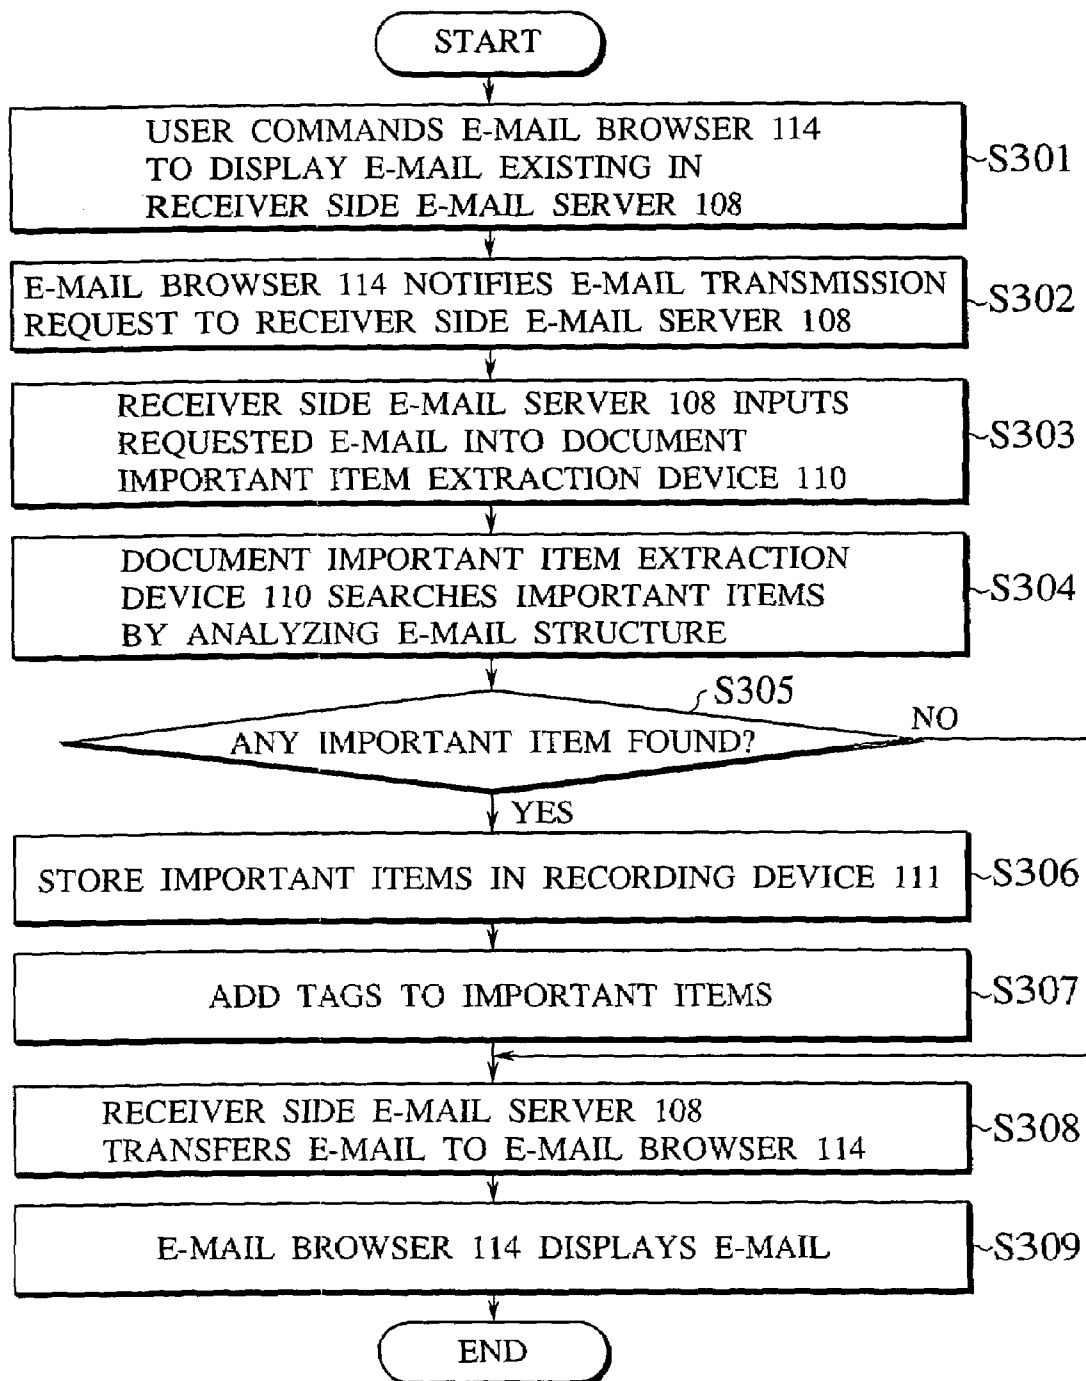 START
USER COMMANDS E-MAIL BROWSER 114
TO DISPLAY E-MAIL EXISTING IN
RECEIVER SIDE E-MAIL SERVER 108
S301
E-MAIL BROWSER 114 NOTIFIES E-MAIL TRANSMISSION
REQUEST TO RECEIVER SIDE E-MAIL SERVER 108
S302
RECEIVER SIDE E-MAIL SERVER 108 INPUTS
REQUESTED E-MAIL INTO DOCUMENT
IMPORTANT ITEM EXTRACTION DEVICE 110
S303
DOCUMENT IMPORTANT ITEM EXTRACTION
DEVICE 110 SEARCHES IMPORTANT ITEMS
BY ANALYZING E-MAIL STRUCTURE
S304
S305
ANY IMPORTANT ITEM FOUND?
NO
YES
STORE IMPORTANT ITEMS IN RECORDING DEVICE 111
S306
ADD TAGS TO IMPORTANT ITEMS
S307
RECEIVER SIDE E-MAIL SERVER 108
TRANSFERS E-MAIL TO E-MAIL BROWSER 114
S308
E-MAIL BROWSER 114 DISPLAYS E-MAIL
S309
END